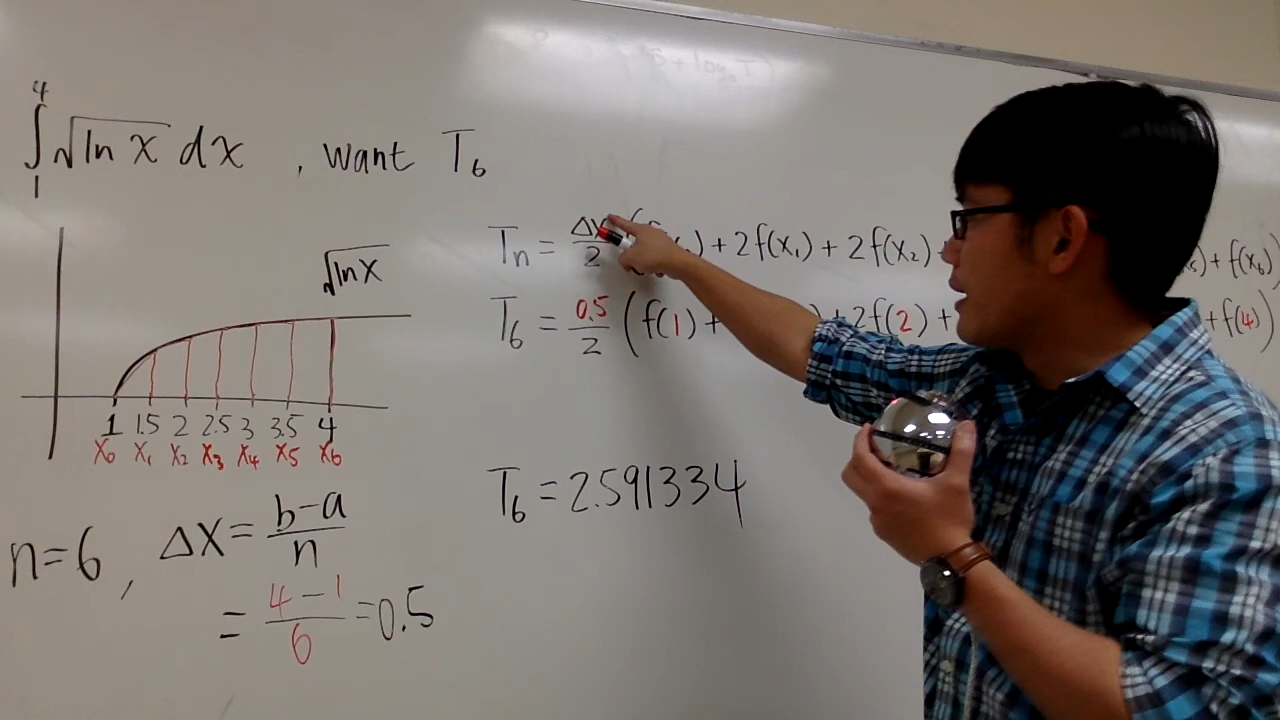 ∫₁⁴ √ln x dx , want T₆
√ln x
1 1.5 2 2.5 3 3.5 4
x₀ x₁ x₂ x₃ x₄ x₅ x₆
n=6, Δx = (b-a)/n
= (4-1)/6 = 0.5
Tₙ = Δx/2 ( ) + 2f(x₁) + 2f(x₂) ) + f(x₆)
T₆ = 0.5/2 (f(1) + ) + 2f(2) + + f(4))
T₆ = 2.591334